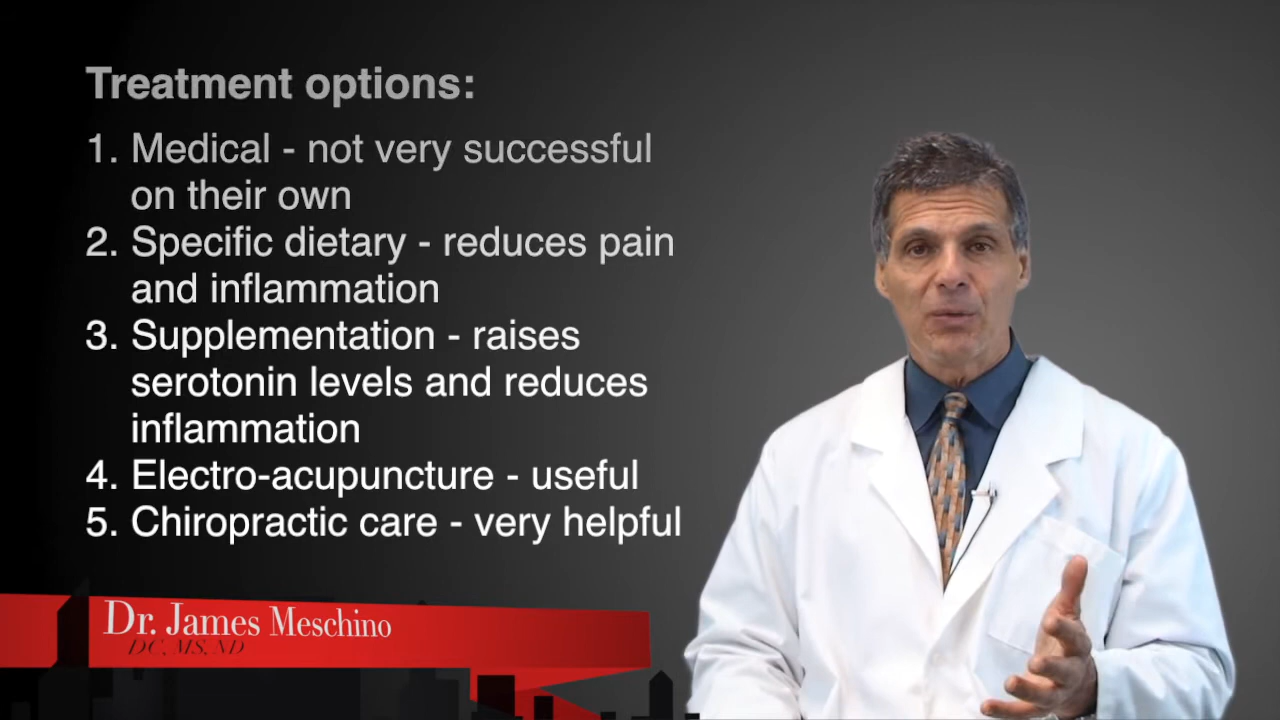 Treatment options:
1. Medical - not very successful
on their own
2. Specific dietary - reduces pain
and inflammation
3. Supplementation - raises
serotonin levels and reduces
inflammation
4. Electro-acupuncture - useful
5. Chiropractic care - very helpful
Dr. James Meschino
DC, MS, ND